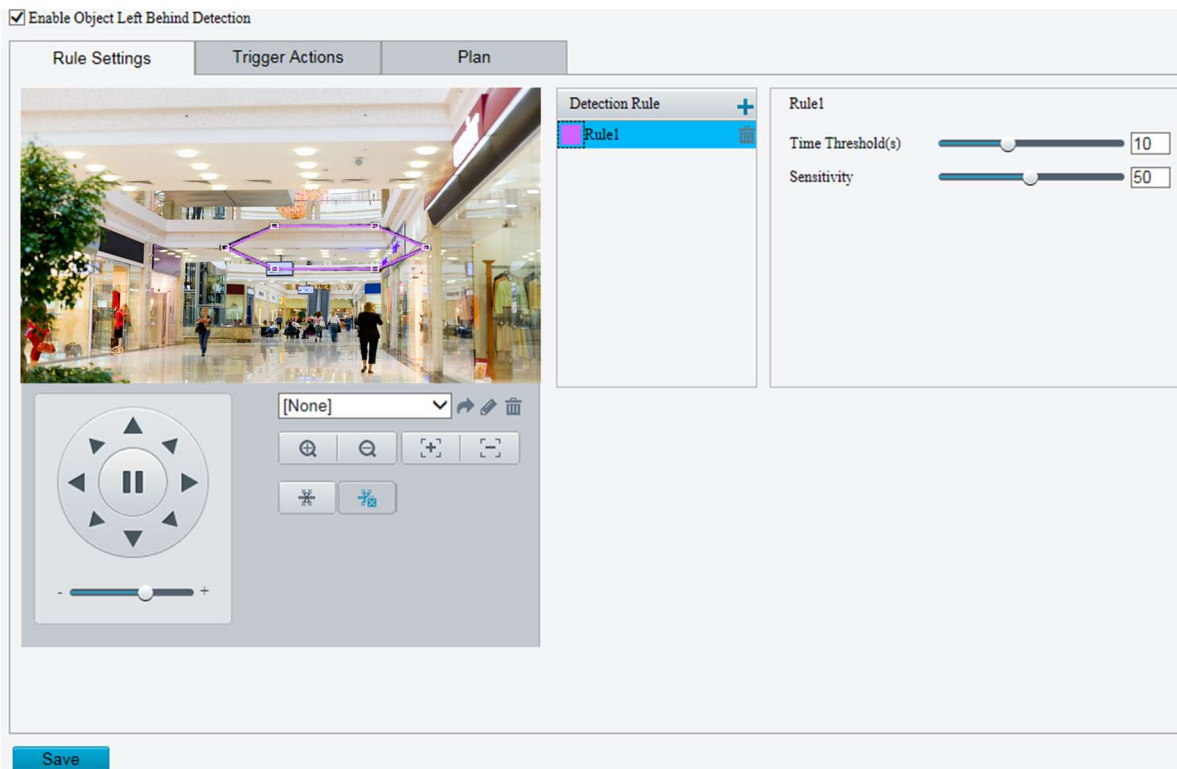 Enable Object Left Behind Detection
Rule Settings
Trigger Actions
Plan
Detection Rule
Rule1
Rule1
Time Threshold(s) 10
Sensitivity 50
[None]
- +
Save